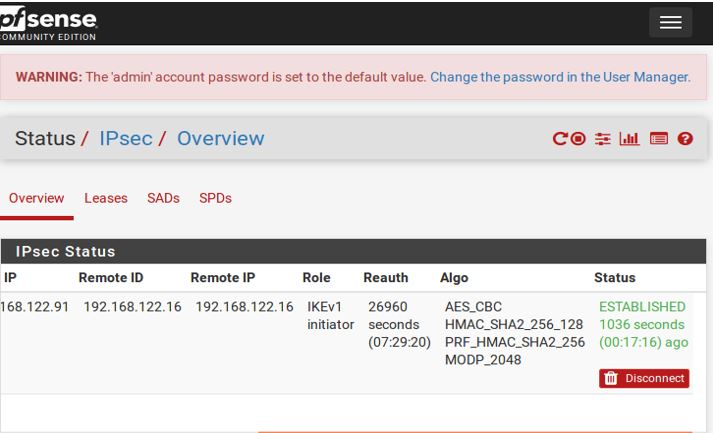 pfsense
COMMUNITY EDITION
WARNING: The 'admin' account password is set to the default value. Change the password in the User Manager.
Status / IPsec / Overview
Overview Leases SADs SPDs
IPsec Status
IP Remote ID Remote IP Role Reauth Algo Status
168.122.91 192.168.122.16 192.168.122.16 IKEv1 26960 AES_CBC ESTABLISHED
initiator seconds HMAC_SHA2_256_128 1036 seconds
(07:29:20) PRF_HMAC_SHA2_256 (00:17:16) ago
MODP_2048
Disconnect